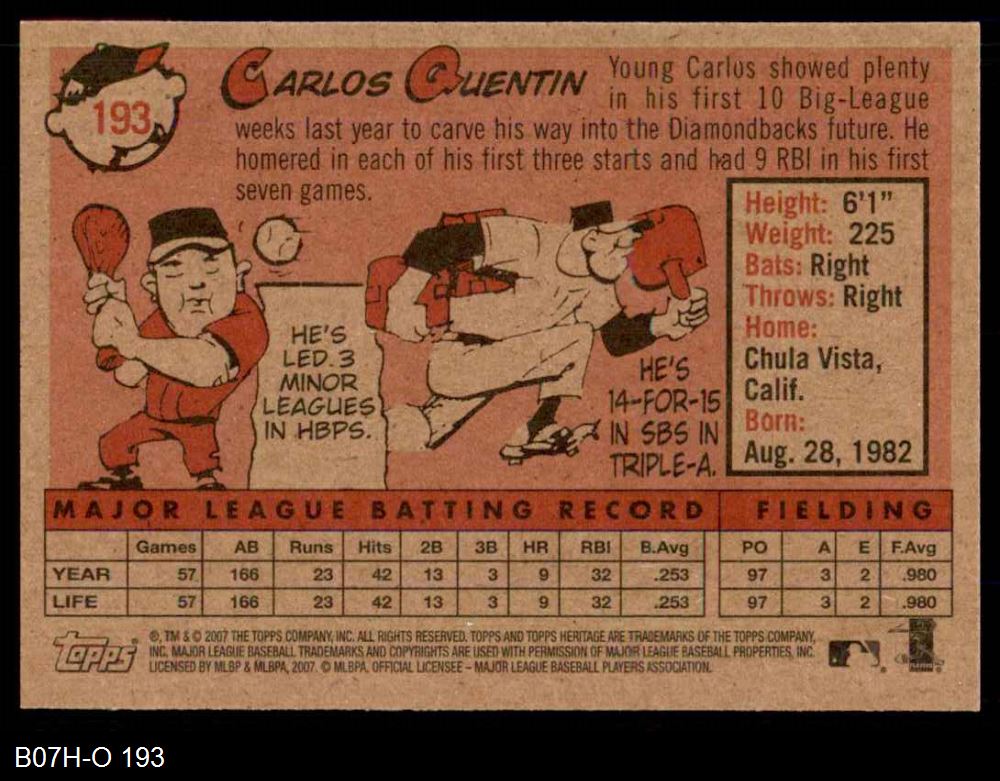 193
CARLOS QUENTIN
Young Carlos showed plenty
in his first 10 Big-League
weeks last year to carve his way into the Diamondbacks future. He
homered in each of his first three starts and had 9 RBI in his first
seven games.
HE'S
LED 3
MINOR
LEAGUES
IN HBPS.
HE'S
14-FOR-15
IN SBS IN
TRIPLE-A.
Height: 6'1"
Weight: 225
Bats: Right
Throws: Right
Home:
Chula Vista,
Calif.
Born:
Aug. 28, 1982
MAJOR LEAGUE BATTING RECORD FIELDING
Games AB Runs Hits 2B 3B HR RBI B.Avg PO A E F.Avg
YEAR 57 166 23 42 13 3 9 32 .253 97 3 2 .980
LIFE 57 166 23 42 13 3 9 32 .253 97 3 2 .980
Topps
®, TM & © 2007 THE TOPPS COMPANY, INC. ALL RIGHTS RESERVED. TOPPS AND TOPPS HERITAGE ARE TRADEMARKS OF THE TOPPS COMPANY,
INC. MAJOR LEAGUE BASEBALL TRADEMARKS AND COPYRIGHTS ARE USED WITH PERMISSION OF MAJOR LEAGUE BASEBALL PROPERTIES, INC.
LICENSED BY MLBP & MLBPA, 2007. © MLBPA. OFFICIAL LICENSEE – MAJOR LEAGUE BASEBALL PLAYERS ASSOCIATION.
B07H-O 193